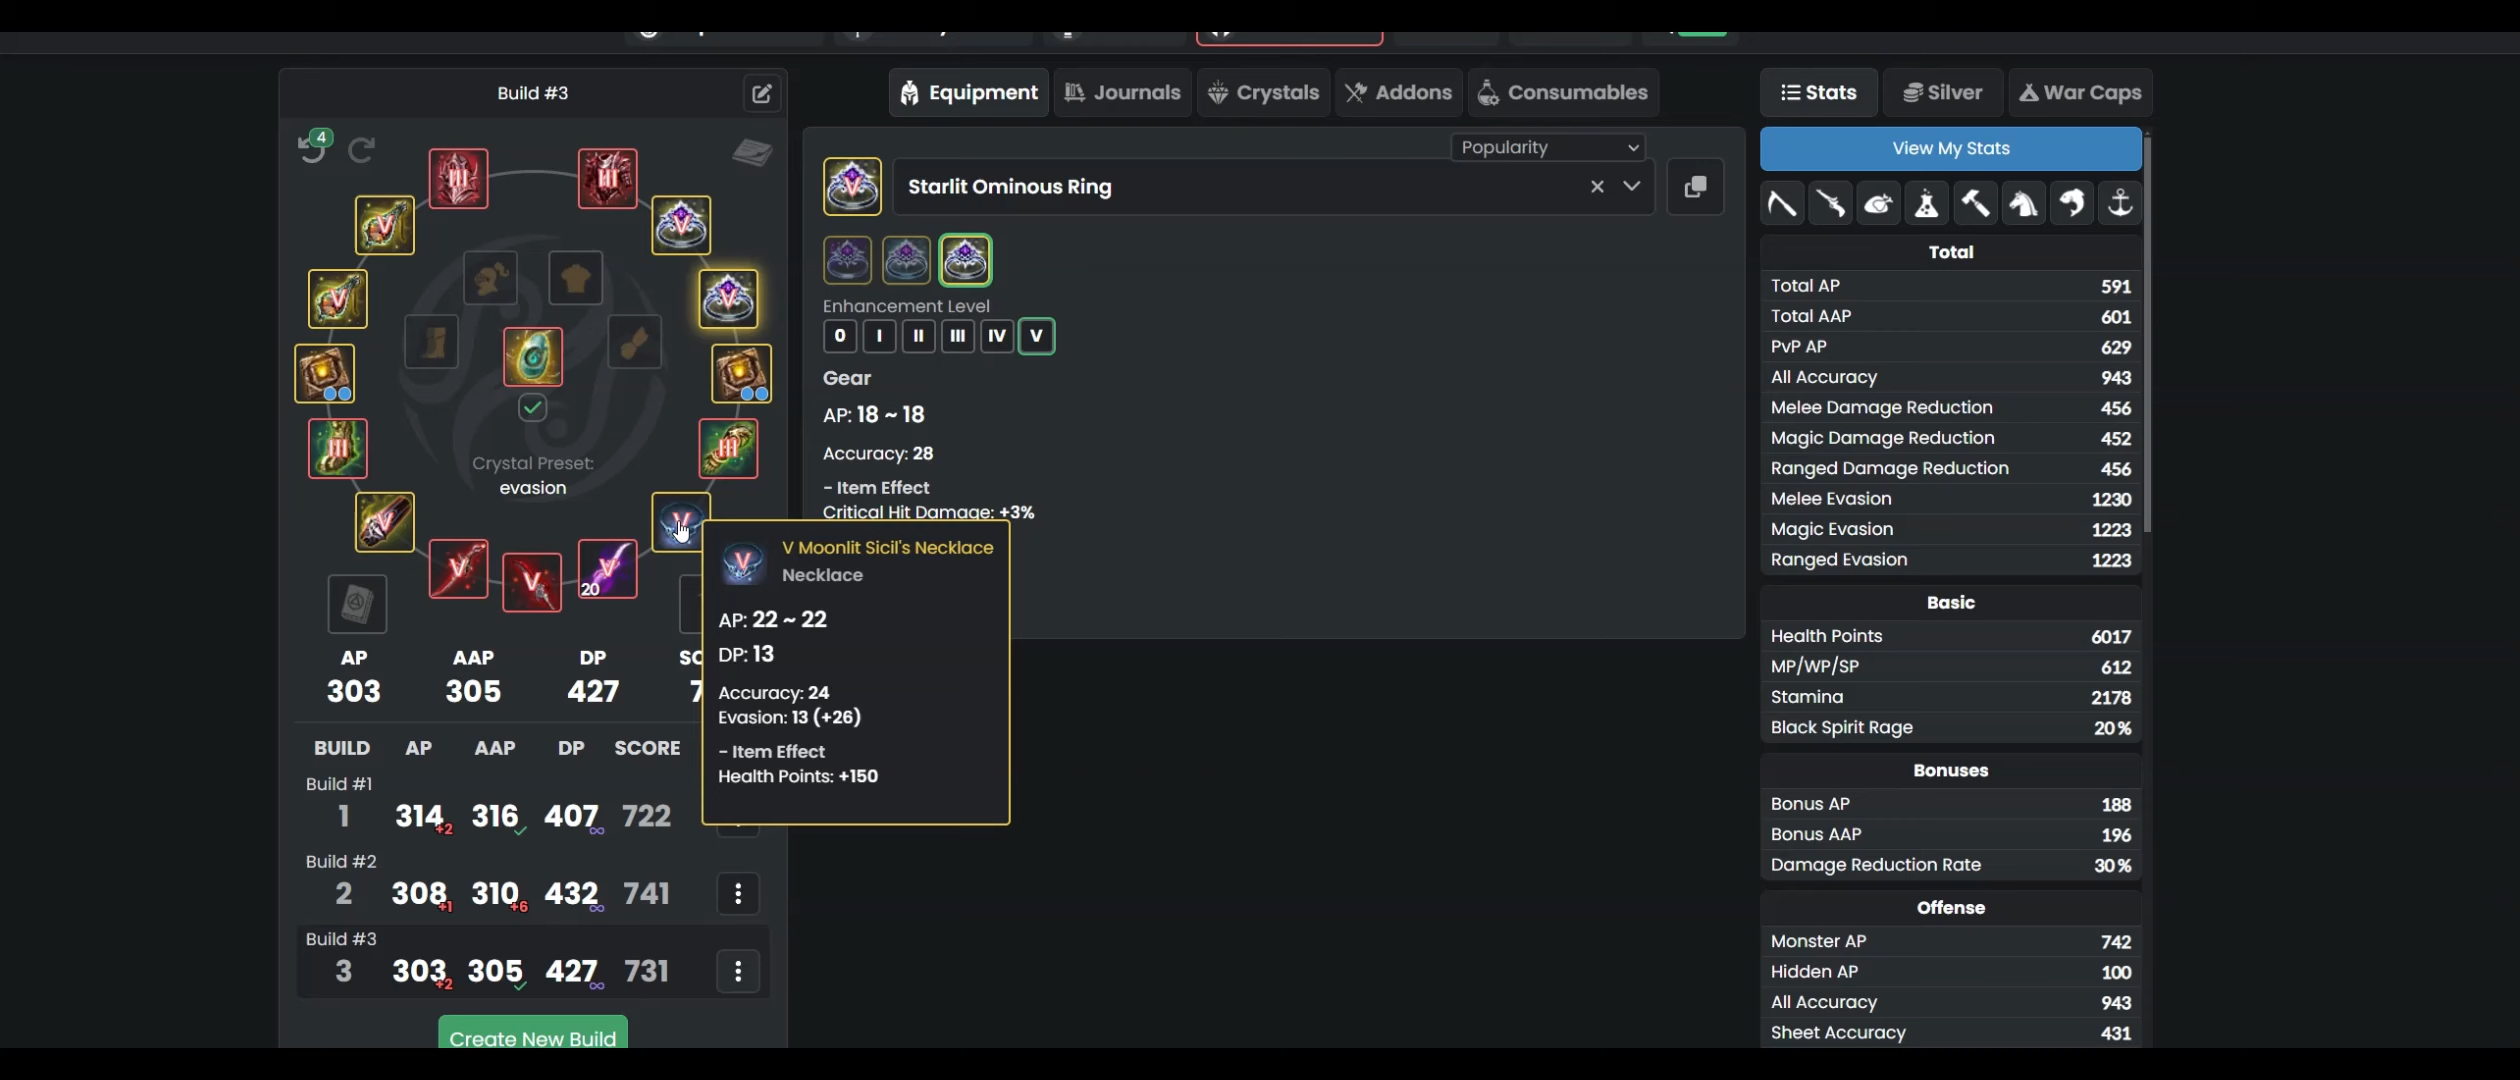 Build #3
4
III
III
V
V
V
V
III
III
V
V
V
V
V
20
Crystal Preset:
evasion
AP
AAP
DP
303
305
427
BUILD AP AAP DP SCORE
Build #1
1 314 +2 316 407 ∞ 722
Build #2
2 308 +1 310 +6 432 ∞ 741
Build #3
3 303 +2 305 427 ∞ 731
Create New Build
Equipment
Journals
Crystals
Addons
Consumables
Popularity
V
Starlit Ominous Ring
Enhancement Level
0 I II III IV V
Gear
AP: 18 ~ 18
Accuracy: 28
- Item Effect
Critical Hit Damage: +3%
V
V Moonlit Sicil's Necklace
Necklace
AP: 22 ~ 22
DP: 13
Accuracy: 24
Evasion: 13 (+26)
- Item Effect
Health Points: +150
Stats
Silver
War Caps
View My Stats
Total
Total AP 591
Total AAP 601
PvP AP 629
All Accuracy 943
Melee Damage Reduction 456
Magic Damage Reduction 452
Ranged Damage Reduction 456
Melee Evasion 1230
Magic Evasion 1223
Ranged Evasion 1223
Basic
Health Points 6017
MP/WP/SP 612
Stamina 2178
Black Spirit Rage 20%
Bonuses
Bonus AP 188
Bonus AAP 196
Damage Reduction Rate 30%
Offense
Monster AP 742
Hidden AP 100
All Accuracy 943
Sheet Accuracy 431